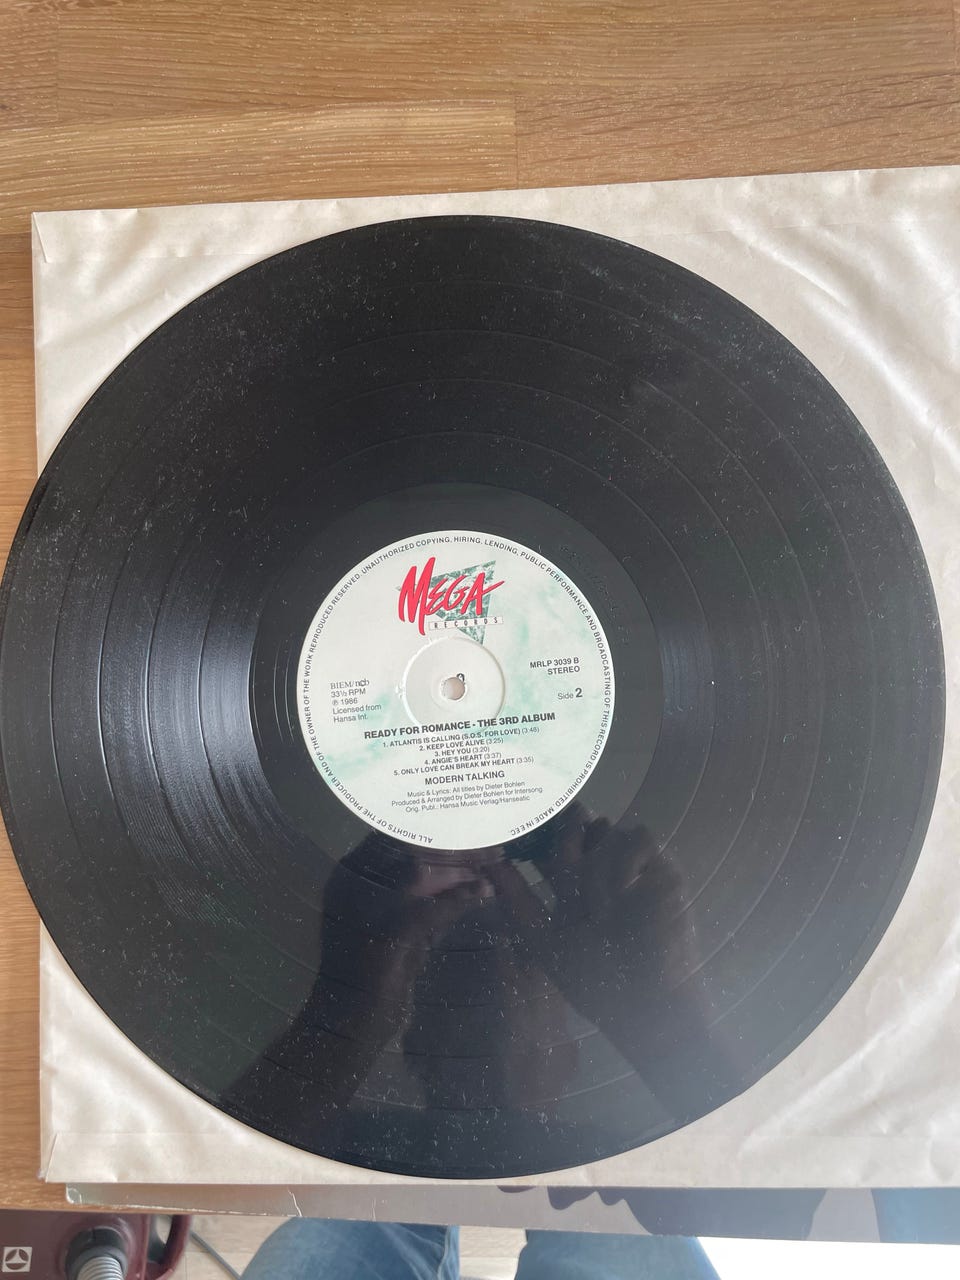 ALL RIGHTS OF THE PRODUCER AND OF THE OWNER OF THE WORK REPRODUCED RESERVED. UNAUTHORIZED COPYING, HIRING, LENDING, PUBLIC PERFORMANCE AND BROADCASTING OF THIS RECORD IS PROHIBITED. MADE IN EEC.
MEGA
RECORDS
MRLP 3039 B
STEREO
Side 2
BIEM/ncb
33⅓ RPM
℗ 1986
Licensed from
Hansa Int.
READY FOR ROMANCE - THE 3RD ALBUM
1. ATLANTIS IS CALLING (S.O.S. FOR LOVE) (3:48)
2. KEEP LOVE ALIVE (3:25)
3. HEY YOU (3:20)
4. ANGIE'S HEART (3:37)
5. ONLY LOVE CAN BREAK MY HEART (3:35)
MODERN TALKING
Music & Lyrics: All titles by Dieter Bohlen
Produced & Arranged by Dieter Bohlen for Intersong
Orig. Publ.: Hansa Music Verlag/Hanseatic